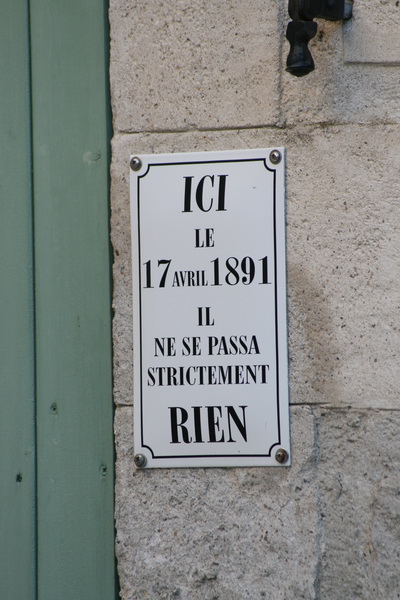 ICI
LE
17 AVRIL 1891
IL
NE SE PASSA
STRICTEMENT
RIEN